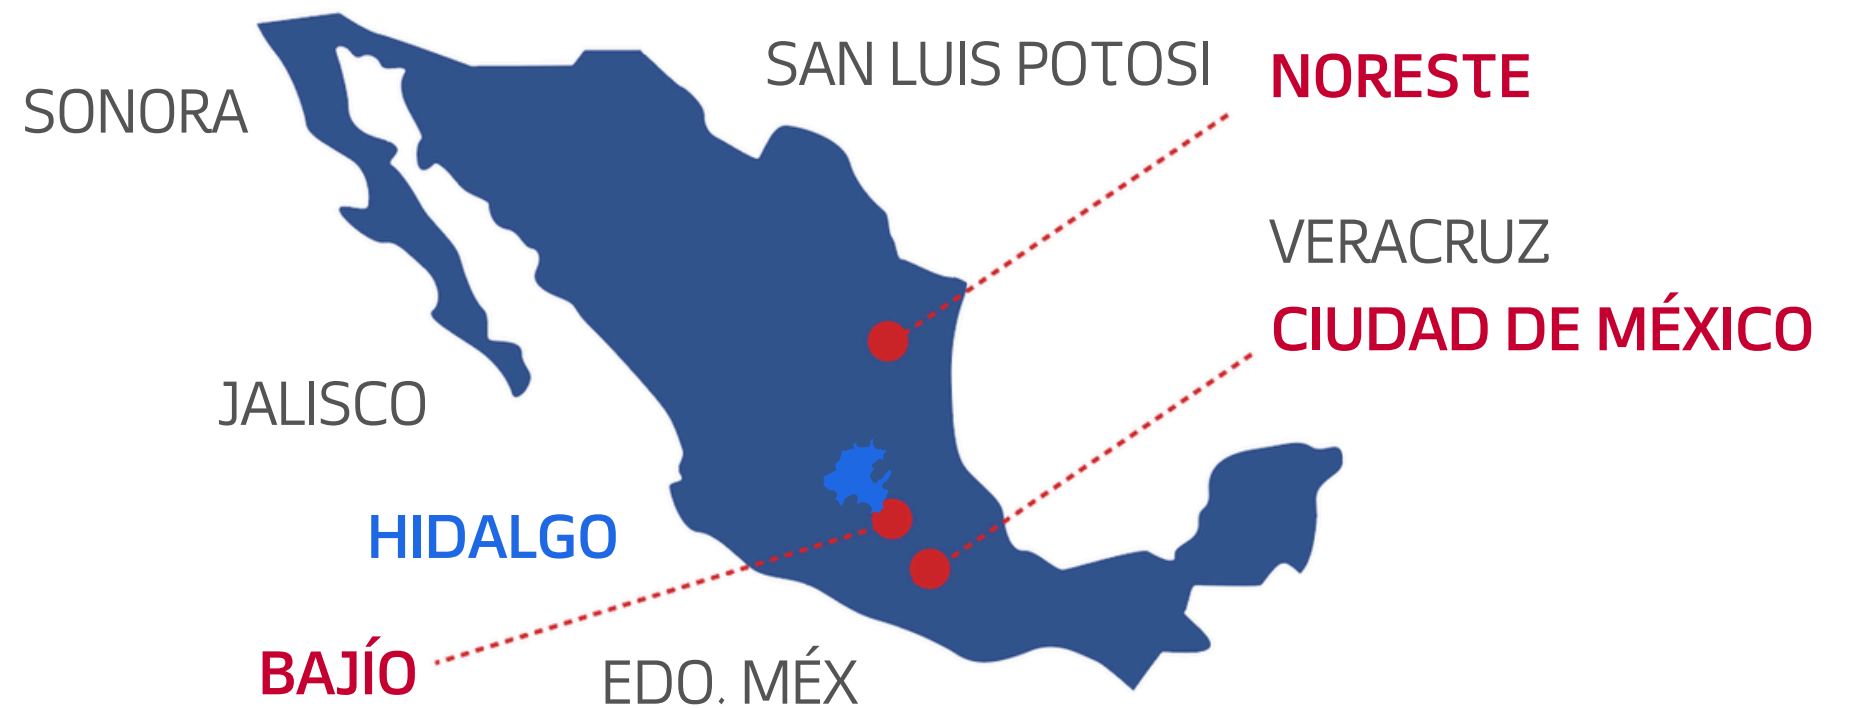 SAN LUIS POTOSI
NORESTE
SONORA
VERACRUZ
CIUDAD DE MÉXICO
JALISCO
HIDALGO
BAJÍO
EDO. MÉX